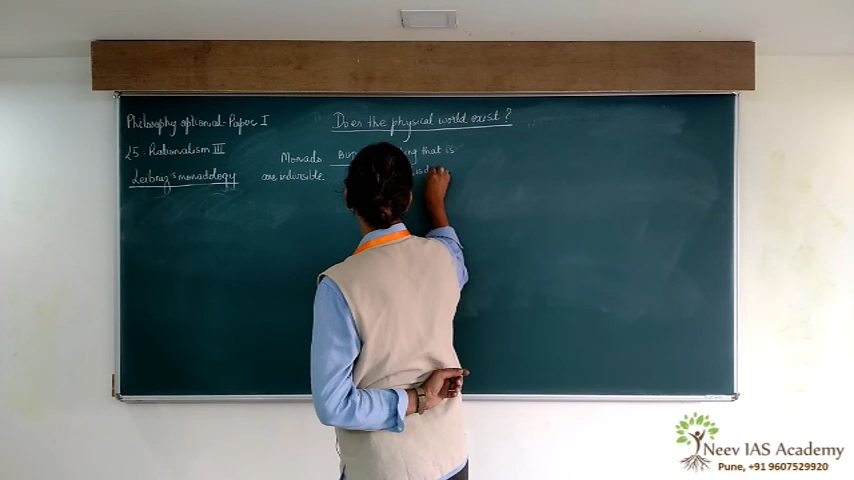 Philosophy optional - Paper I
Does the physical world exist?
L5 - Rationalism III
Leibniz's monadology
Monads
are indivisible
BUT
that is
Neev IAS Academy
Pune, +91 9607529920